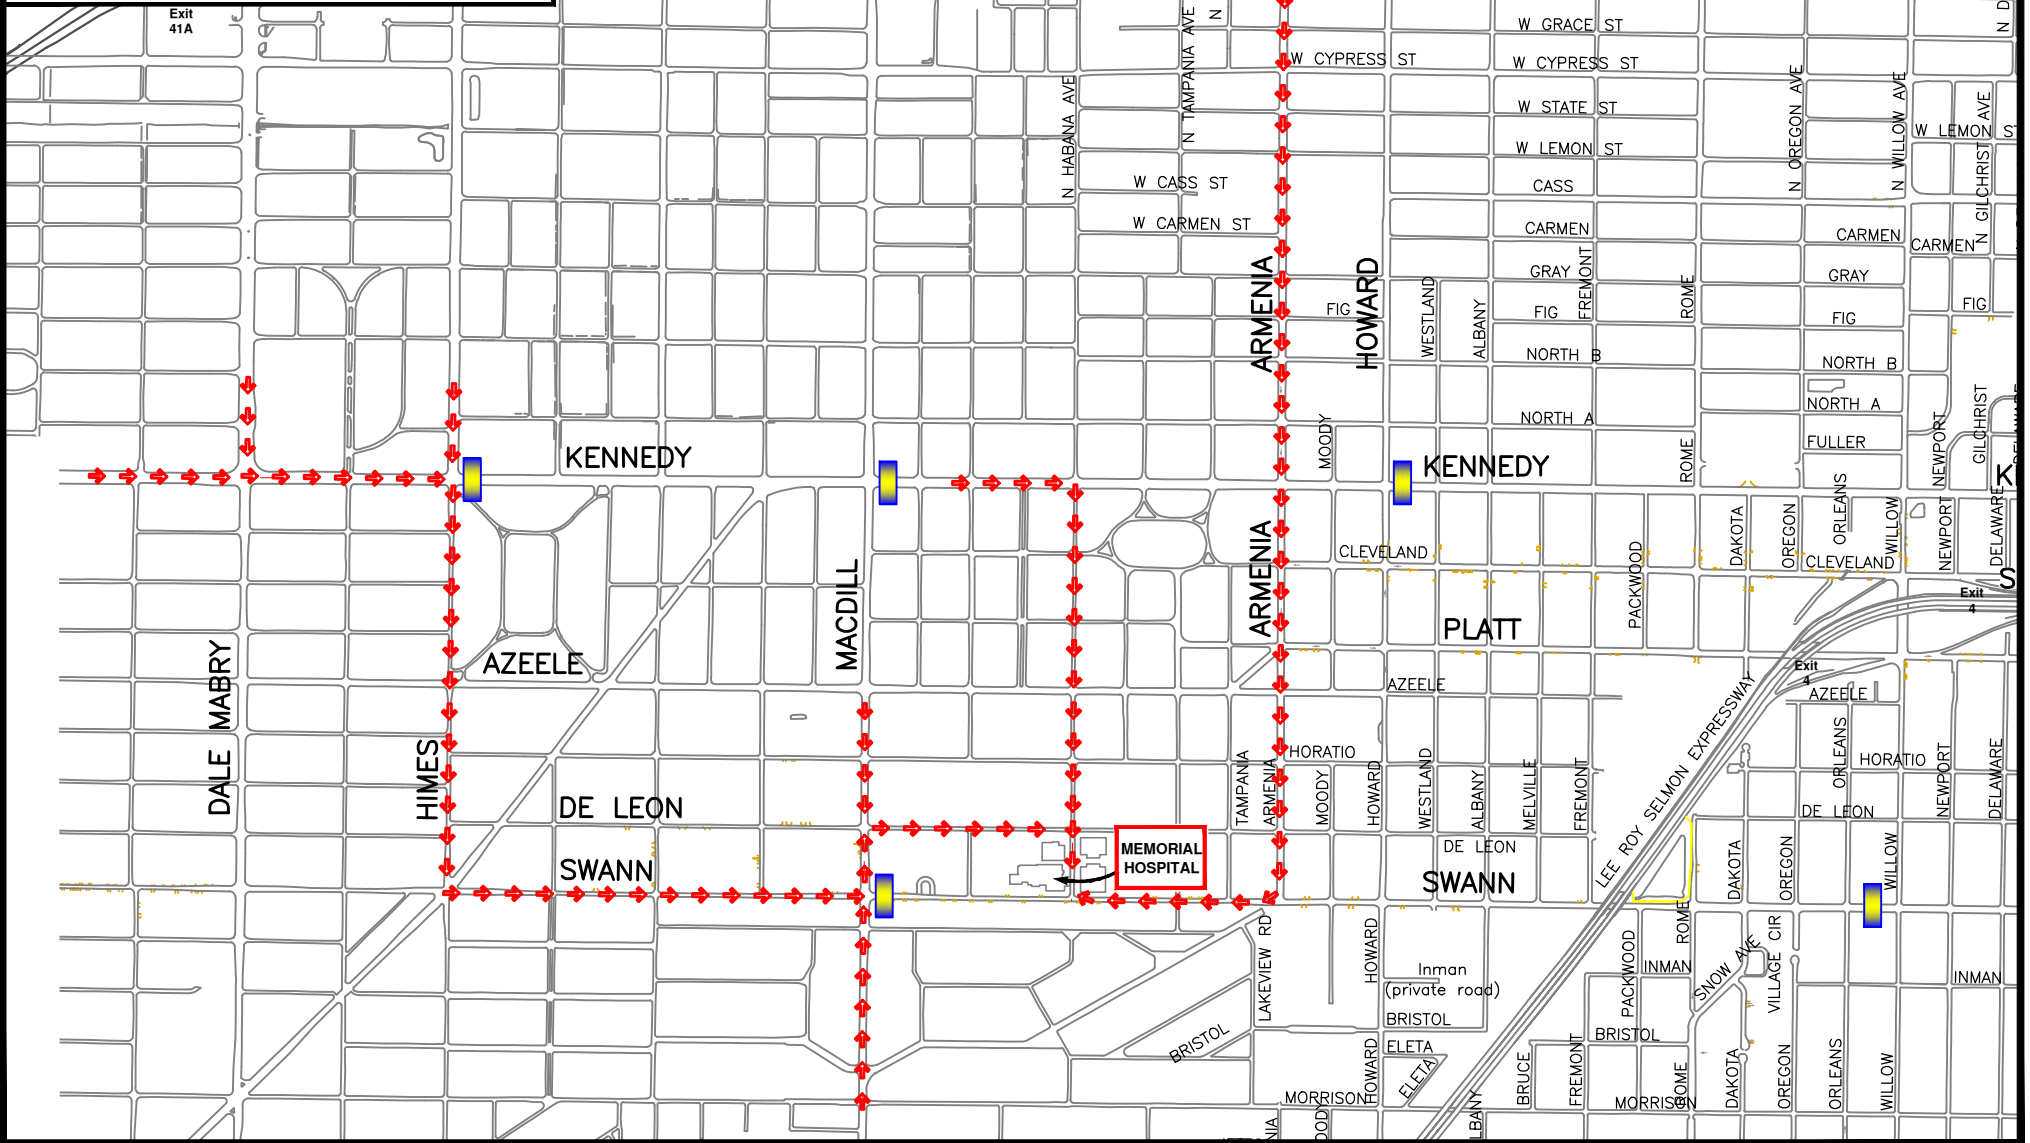 Exit
41A
N TAMPANIA AVE
N
W GRACE ST
N D
W CYPRESS ST
W CYPRESS ST
N HABANA AVE
N OREGON AVE
N WILLOW AVE
N GILCHRIST AVE
W STATE ST
W LEMON ST
W LEMON ST
W CASS ST
CASS
W CARMEN ST
CARMEN
CARMEN
CARMEN
ARMENIA
HOWARD
GRAY
GRAY
FREMONT
ROME
WESTLAND
ALBANY
FIG
FIG
FIG
FIG
NORTH B
NORTH B
NORTH A
NORTH A
GILCHRIST
NEWPORT
MOODY
FULLER
ROME
KENNEDY
KENNEDY
K
ORLEANS
DAKOTA
OREGON
WILLOW
NEWPORT
DELAWARE
ARMENIA
CLEVELAND
CLEVELAND
PACKWOOD
S
Exit
4
MACDILL
PLATT
DALE MABRY
AZEELE
Exit
4
AZEELE
AZEELE
LEE ROY SELMON EXPRESSWAY
ORLEANS
HIMES
HORATIO
HORATIO
TAMPANIA
ARMENIA
MOODY
HOWARD
WESTLAND
ALBANY
MELVILLE
FREMONT
NEWPORT
DELAWARE
DE LEON
DE LEON
MEMORIAL
HOSPITAL
DE LEON
DAKOTA
OREGON
WILLOW
SWANN
SWANN
LAKEVIEW RD
HOWARD
ROME
PACKWOOD
SNOW AVE
VILLAGE CIR
Inman
(private road)
INMAN
INMAN
BRISTOL
BRISTOL
BRISTOL
ELETA
ELETA
HOWARD
BRUCE
FREMONT
ROME
DAKOTA
OREGON
ORLEANS
WILLOW
MORRISON
MORRISON